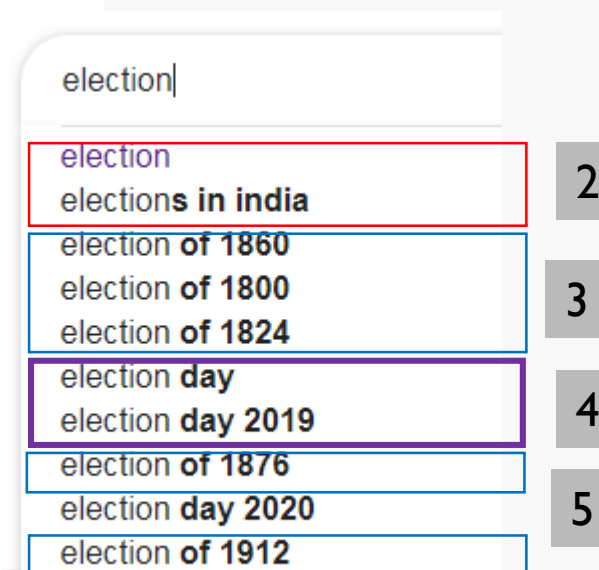 election
election
elections in india
2
election of 1860
election of 1800
election of 1824
3
election day
election day 2019
4
election of 1876
election day 2020
5
election of 1912